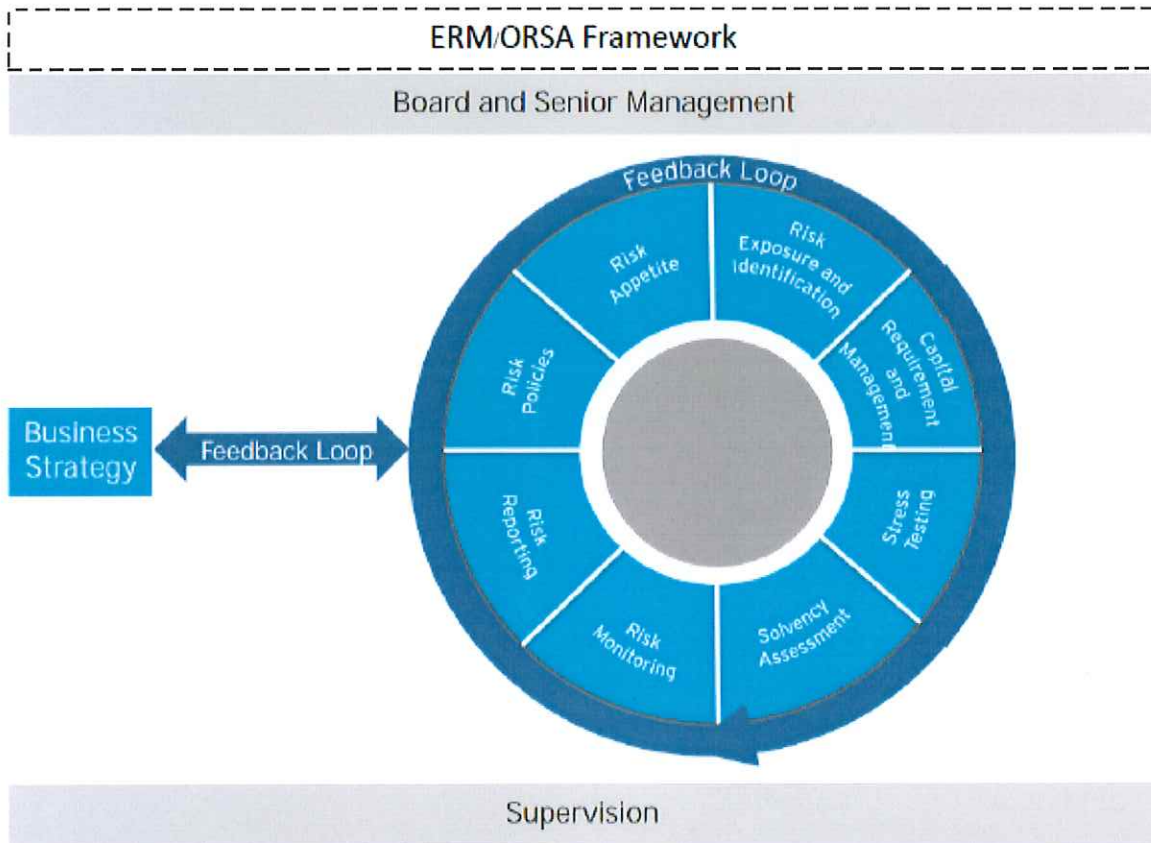 ERM/ORSA Framework
Board and Senior Management
Feedback Loop
Risk
Exposure and
Identification
Capital
Requirement
and
Management
Stress
Testing
Solvency
Assessment
Risk
Monitoring
Risk
Reporting
Risk
Policies
Risk
Appetite
Business
Strategy
Feedback Loop
Supervision